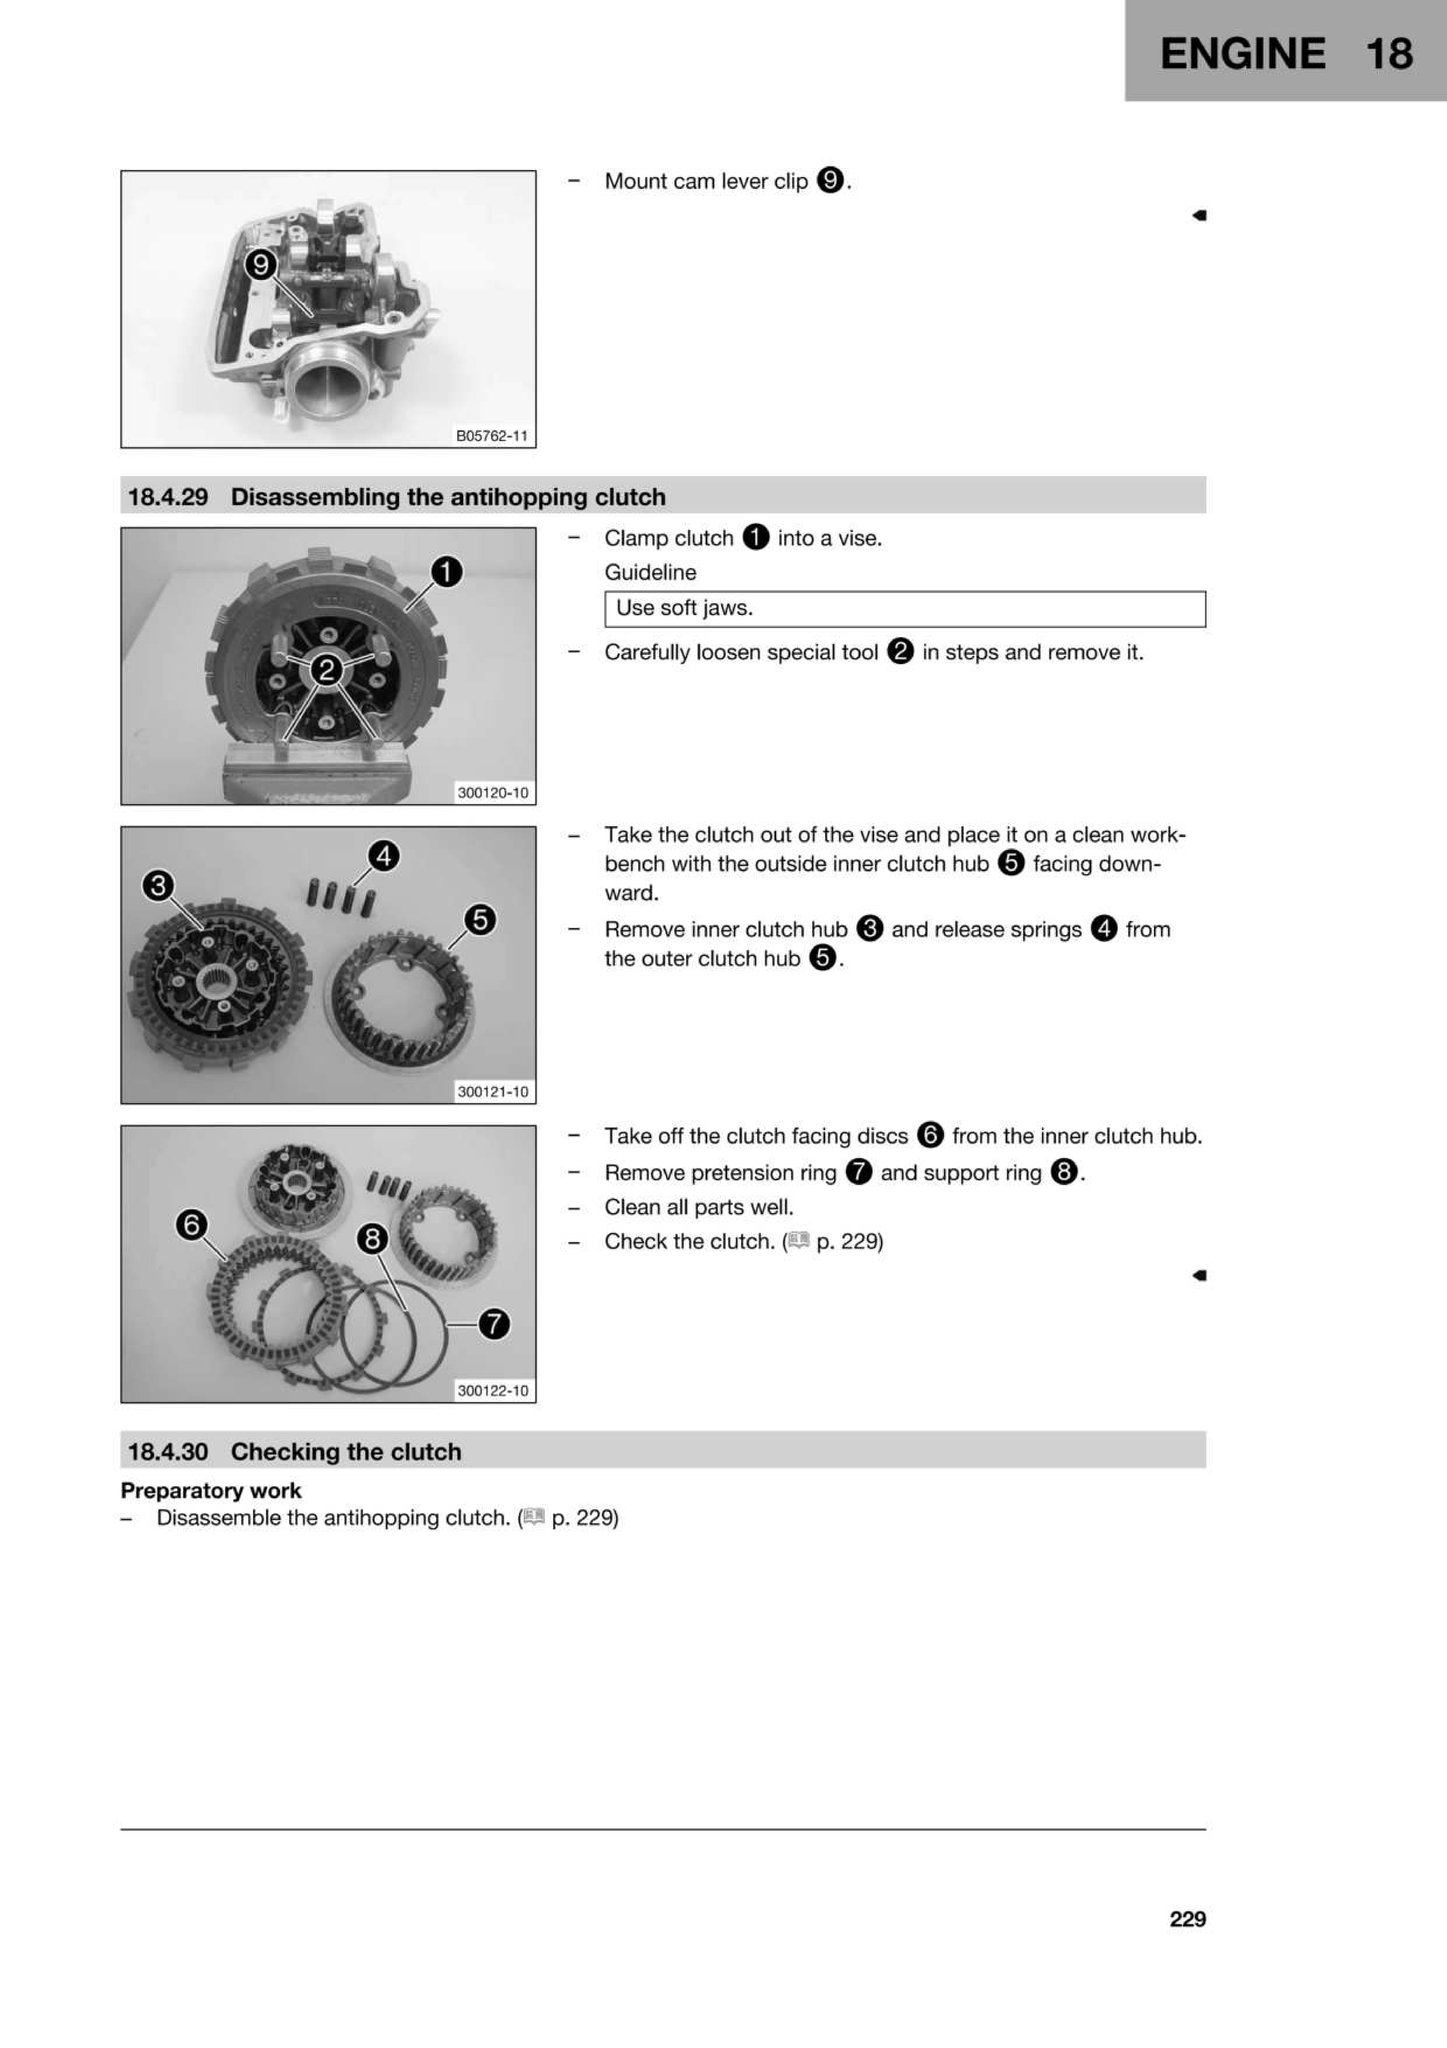 ENGINE 18
– Mount cam lever clip 9.
9
B05762-11
18.4.29 Disassembling the antihopping clutch
– Clamp clutch 1 into a vise.
Guideline
Use soft jaws.
– Carefully loosen special tool 2 in steps and remove it.
1
2
300120-10
– Take the clutch out of the vise and place it on a clean work-
bench with the outside inner clutch hub 5 facing down-
ward.
– Remove inner clutch hub 3 and release springs 4 from
the outer clutch hub 5.
4
3
5
300121-10
– Take off the clutch facing discs 6 from the inner clutch hub.
– Remove pretension ring 7 and support ring 8.
– Clean all parts well.
– Check the clutch. ( p. 229)
6
8
7
300122-10
18.4.30 Checking the clutch
Preparatory work
– Disassemble the antihopping clutch. ( p. 229)
229